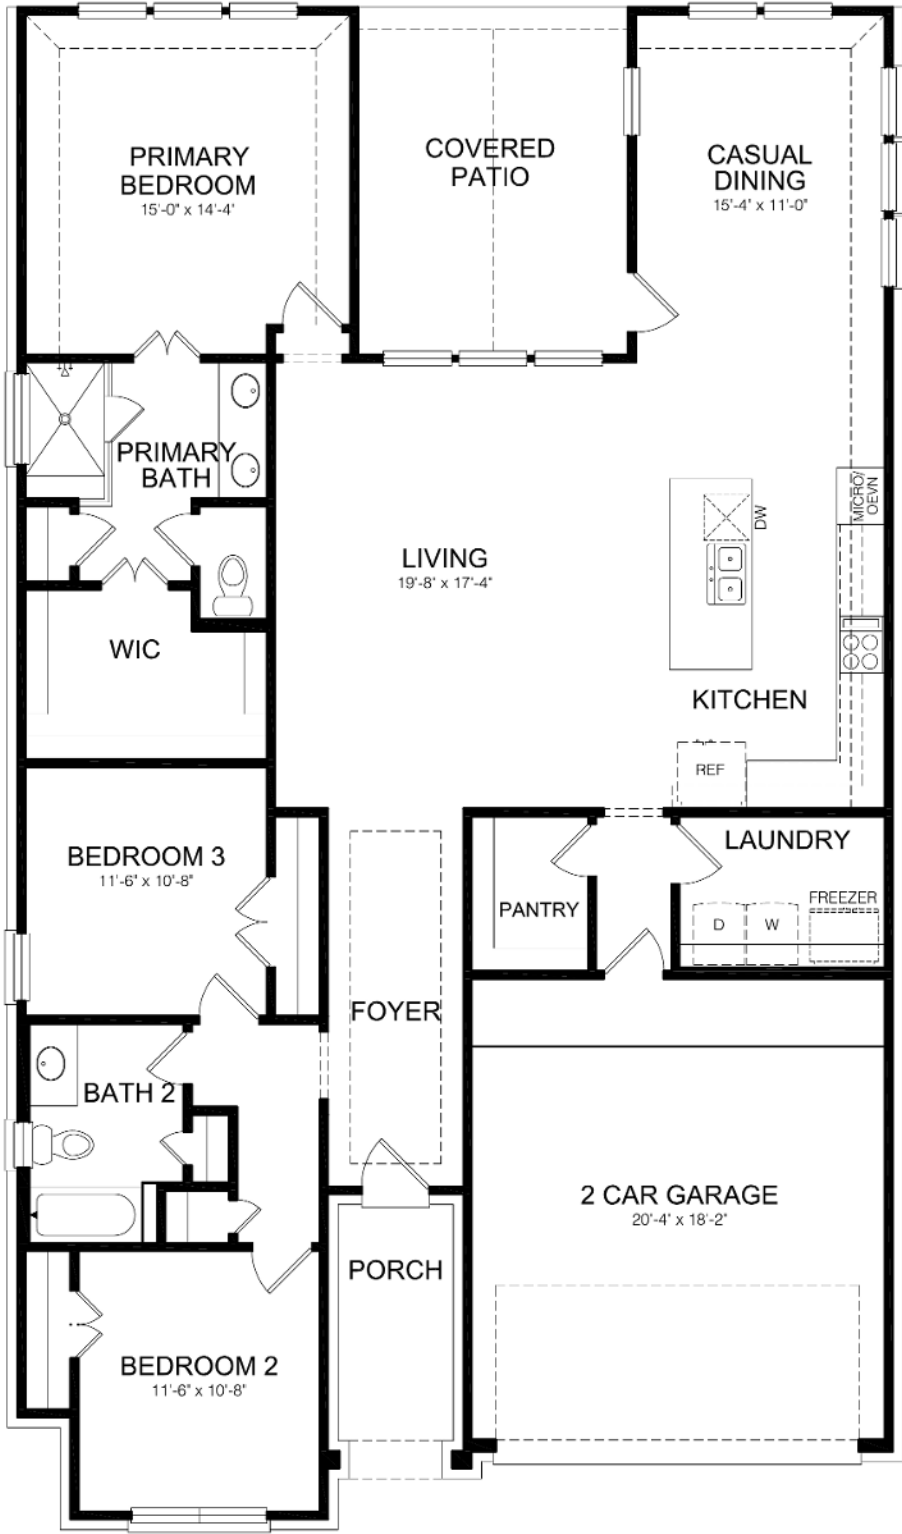 PRIMARY
BEDROOM
15'-0" x 14'-4'
COVERED
PATIO
CASUAL
DINING
15'-4" x 11'-0"
PRIMARY
BATH
MICRO/
OEVN
DW
LIVING
19'-8' x 17'-4"
WIC
KITCHEN
REF
BEDROOM 3
11'-6" x 10'-8"
LAUNDRY
PANTRY
FREEZER
D
W
FOYER
BATH 2
2 CAR GARAGE
20'-4" x 18'-2"
PORCH
BEDROOM 2
11'-6" x 10'-8"